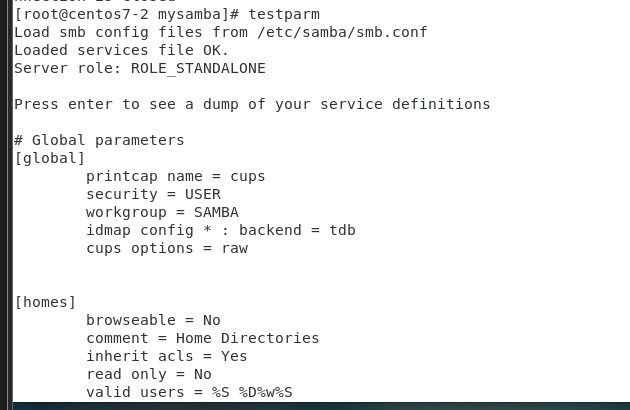 [root@centos7-2 mysamba]# testparm
Load smb config files from /etc/samba/smb.conf
Loaded services file OK.
Server role: ROLE_STANDALONE
Press enter to see a dump of your service definitions
# Global parameters
[global]
printcap name = cups
security = USER
workgroup = SAMBA
idmap config * : backend = tdb
cups options = raw
[homes]
browseable = No
comment = Home Directories
inherit acls = Yes
read only = No
valid users = %S %D%w%S